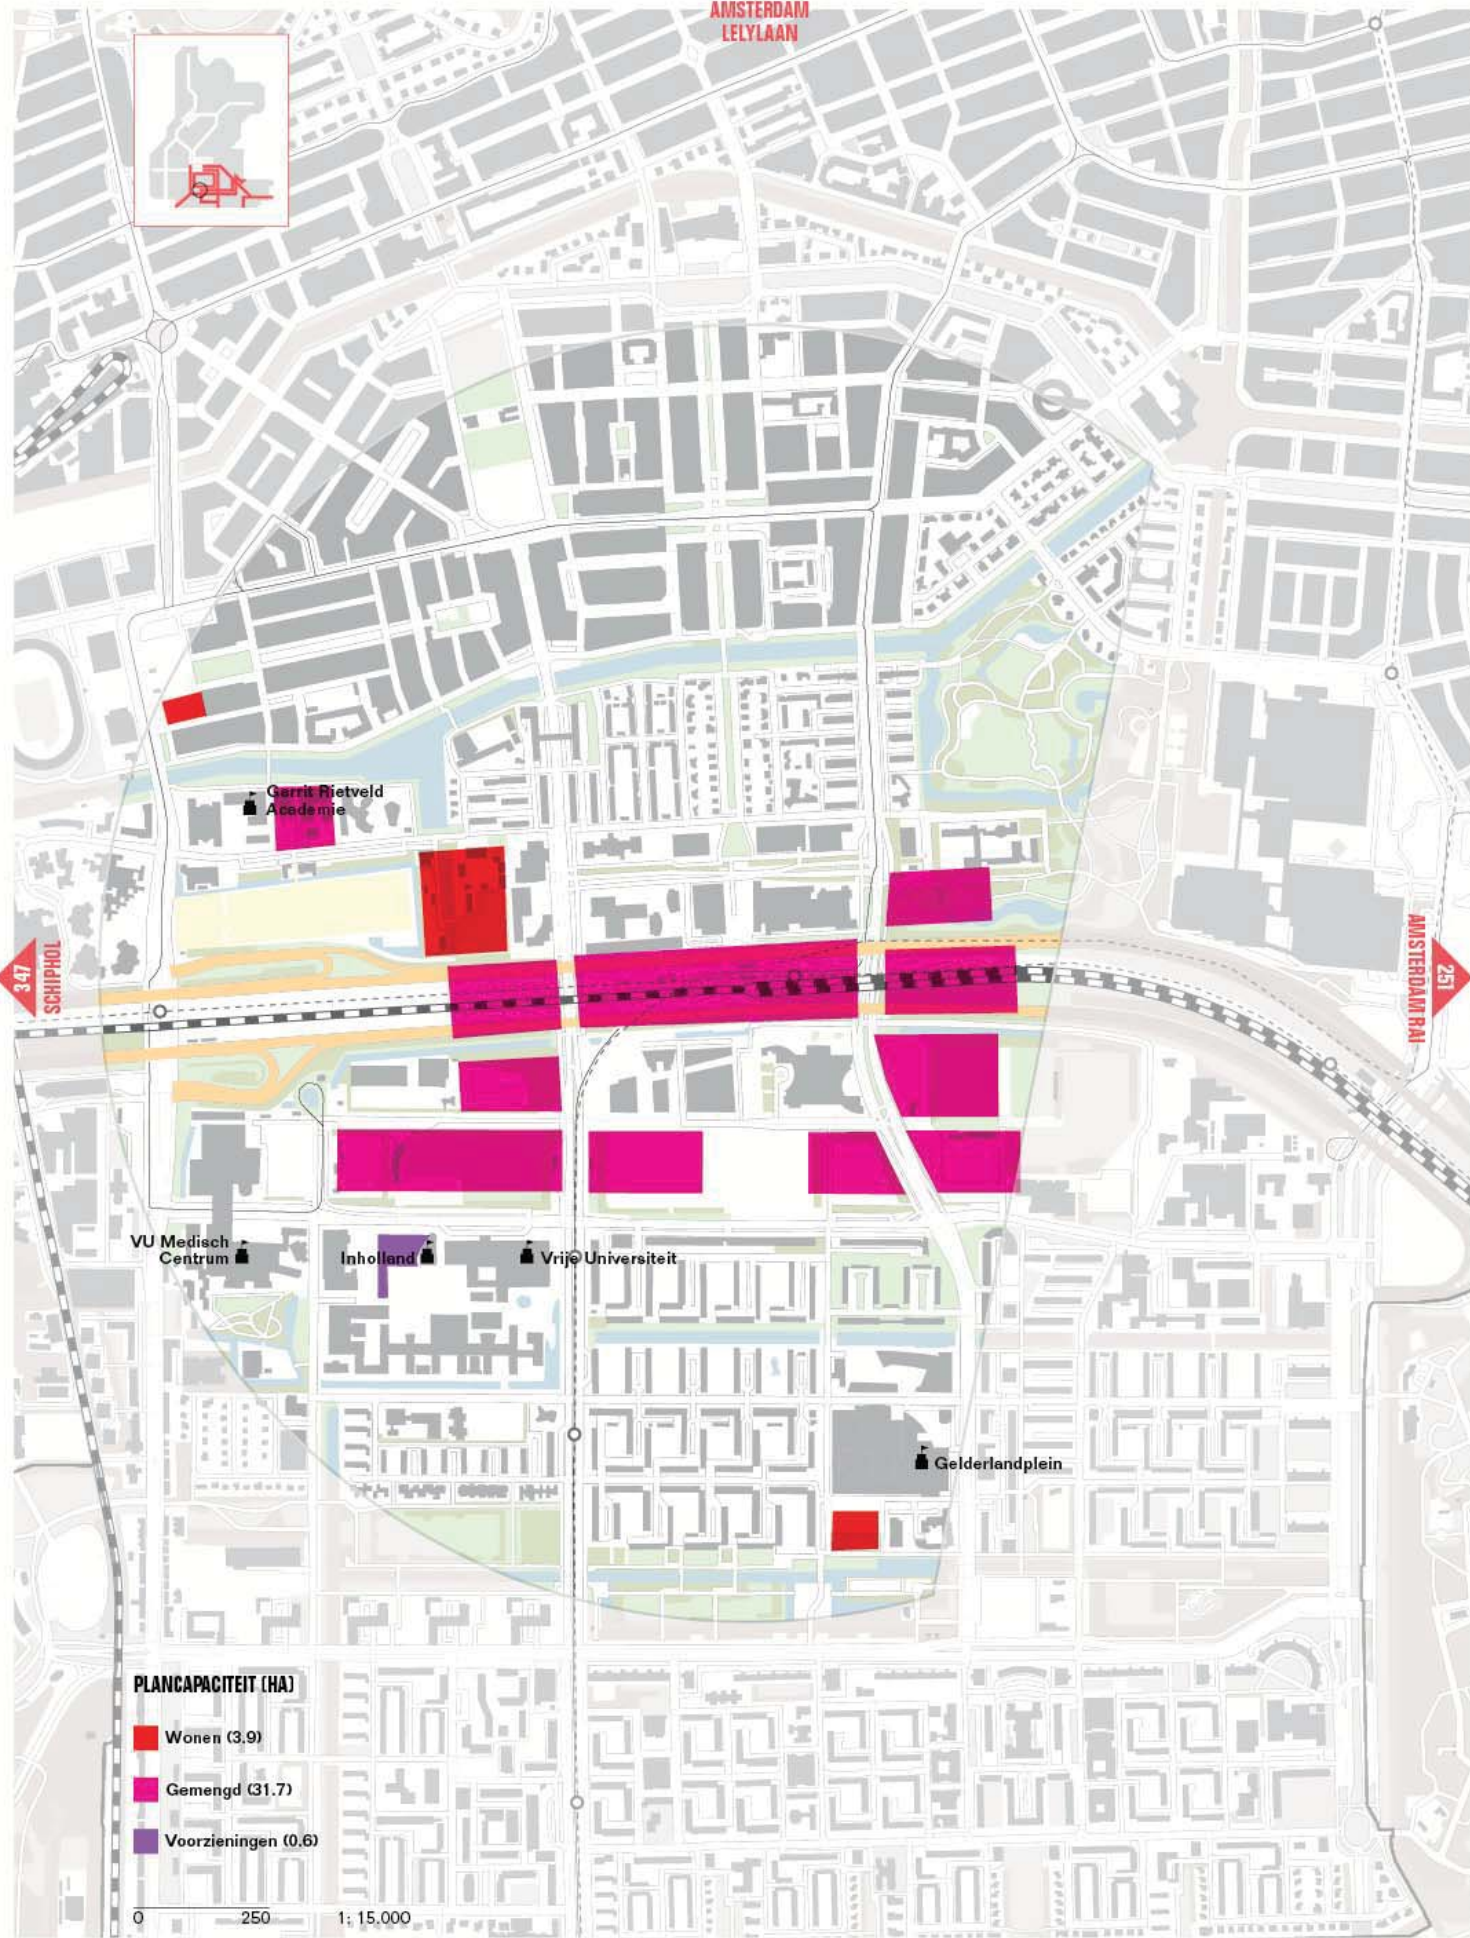 AMSTERDAM
LELYLAAN
Gerrit Rietveld
Academie
347
SCHIPHOL
251
AMSTERDAM RAI
VU Medisch
Centrum
Inholland
Vrije Universiteit
Gelderlandplein
PLANCAPACITEIT (HA)
Wonen (3.9)
Gemengd (31.7)
Voorzieningen (0.6)
0 250 1: 15.000